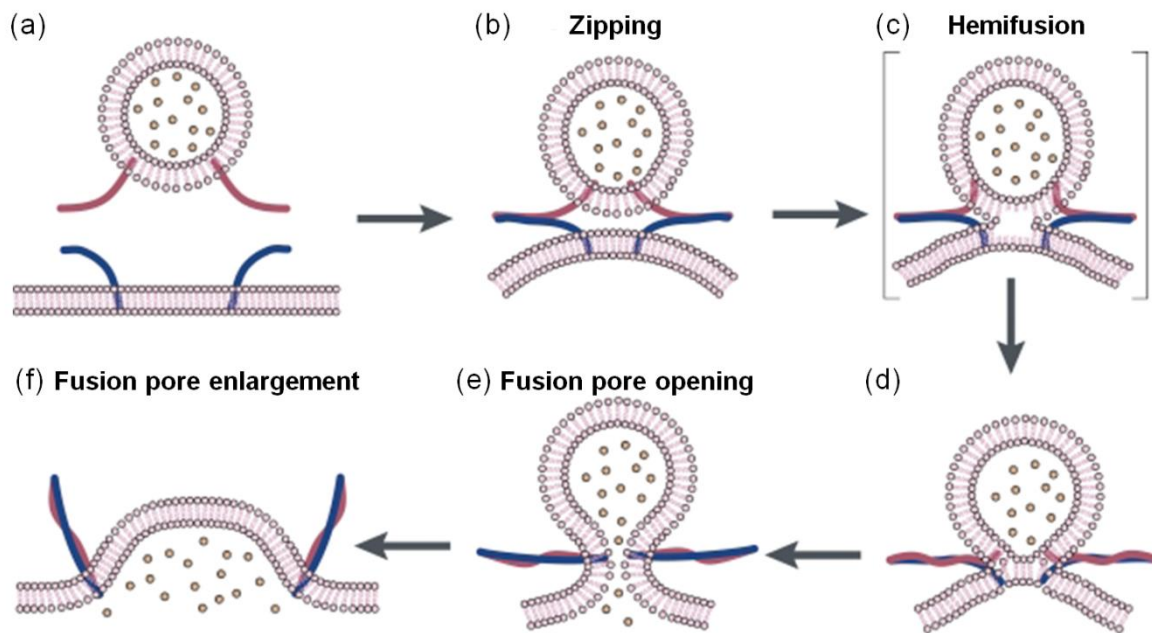 (a)
(b) Zipping
(c) Hemifusion
(f) Fusion pore enlargement
(e) Fusion pore opening
(d)